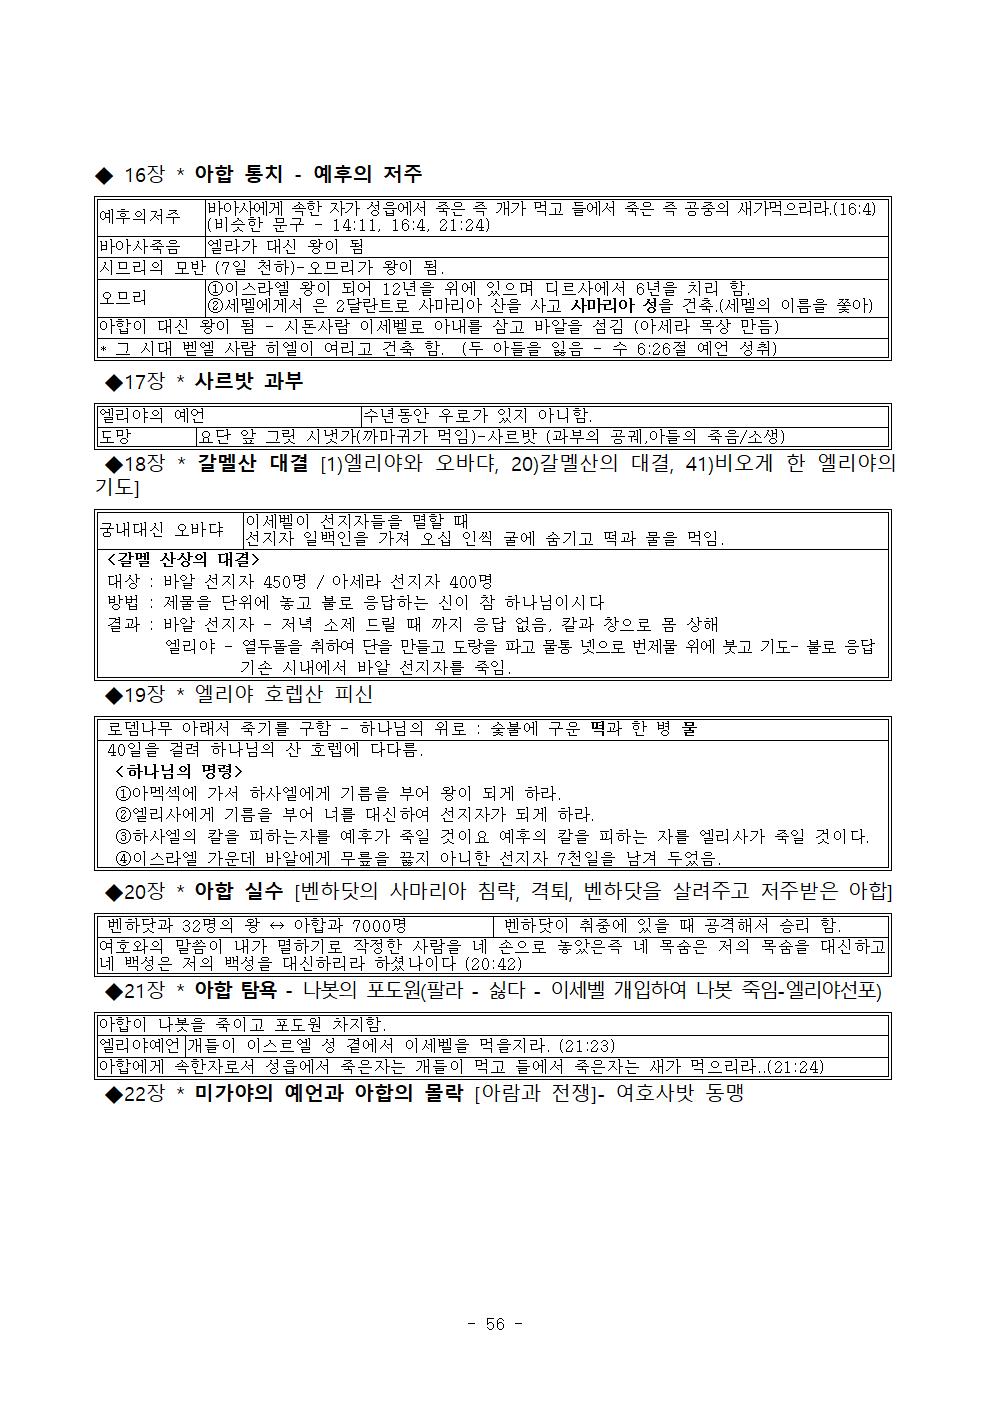 ◆ 16장 * 아합 통치 - 예후의 저주
예후의저주
바아사에게 속한 자가 성읍에서 죽은 즉 개가 먹고 들에서 죽은 즉 공중의 새가먹으리라.(16:4)
(비슷한 문구 - 14:11, 16:4, 21:24)
바아사죽음 엘라가 대신 왕이 됨
시므리의 모반 (7일 천하)-오므리가 왕이 됨.
오므리
①이스라엘 왕이 되어 12년을 위에 있으며 디르사에서 6년을 치리 함.
②세멜에게서 은 2달란트로 사마리아 산을 사고 사마리아 성을 건축.(세멜의 이름을 쫓아)
아합이 대신 왕이 됨 - 시돈사람 이세벨로 아내를 삼고 바알을 섬김 (아세라 목상 만듬)
* 그 시대 벧엘 사람 히엘이 여리고 건축 함. (두 아들을 잃음 - 수 6:26절 예언 성취)
◆17장 * 사르밧 과부
엘리야의 예언 수년동안 우로가 있지 아니함.
도망 요단 앞 그릿 시냇가(까마귀가 먹임)-사르밧 (과부의 공궤,아들의 죽음/소생)
◆18장 * 갈멜산 대결 [1)엘리야와 오바댜, 20)갈멜산의 대결, 41)비오게 한 엘리야의
기도]
궁내대신 오바댜
이세벨이 선지자들을 멸할 때
선지자 일백인을 가져 오십 인씩 굴에 숨기고 떡과 물을 먹임.
<갈멜 산상의 대결>
대상 : 바알 선지자 450명 / 아세라 선지자 400명
방법 : 제물을 단위에 놓고 불로 응답하는 신이 참 하나님이시다
결과 : 바알 선지자 - 저녁 소제 드릴 때 까지 응답 없음, 칼과 창으로 몸 상해
엘리야 - 열두돌을 취하여 단을 만들고 도랑을 파고 물통 넷으로 번제물 위에 붓고 기도- 불로 응답
기손 시내에서 바알 선지자를 죽임.
◆19장 * 엘리야 호렙산 피신
로뎀나무 아래서 죽기를 구함 - 하나님의 위로 : 숯불에 구운 떡과 한 병 물
40일을 걸려 하나님의 산 호렙에 다다름.
<하나님의 명령>
①아멕섹에 가서 하사엘에게 기름을 부어 왕이 되게 하라.
②엘리사에게 기름을 부어 너를 대신하여 선지자가 되게 하라.
③하사엘의 칼을 피하는자를 예후가 죽일 것이요 예후의 칼을 피하는 자를 엘리사가 죽일 것이다.
④이스라엘 가운데 바알에게 무릎을 끓지 아니한 선지자 7천일을 남겨 두었음.
◆20장 * 아합 실수 [벤하닷의 사마리아 침략, 격퇴, 벤하닷을 살려주고 저주받은 아합]
벤하닷과 32명의 왕 ↔ 아합과 7000명 벤하닷이 취중에 있을 때 공격해서 승리 함.
여호와의 말씀이 내가 멸하기로 작정한 사람을 네 손으로 놓았은즉 네 목숨은 저의 목숨을 대신하고
네 백성은 저의 백성을 대신하리라 하셨나이다 (20:42)
◆21장 * 아합 탐욕 - 나봇의 포도원(팔라 - 싫다 - 이세벨 개입하여 나봇 죽임-엘리야선포)
아합이 나봇을 죽이고 포도원 차지함.
엘리야예언 개들이 이스르엘 성 곁에서 이세벨을 먹을지라. (21:23)
아합에게 속한자로서 성읍에서 죽은자는 개들이 먹고 들에서 죽은자는 새가 먹으리라..(21:24)
◆22장 * 미가야의 예언과 아합의 몰락 [아람과 전쟁]- 여호사밧 동맹
- 56 -